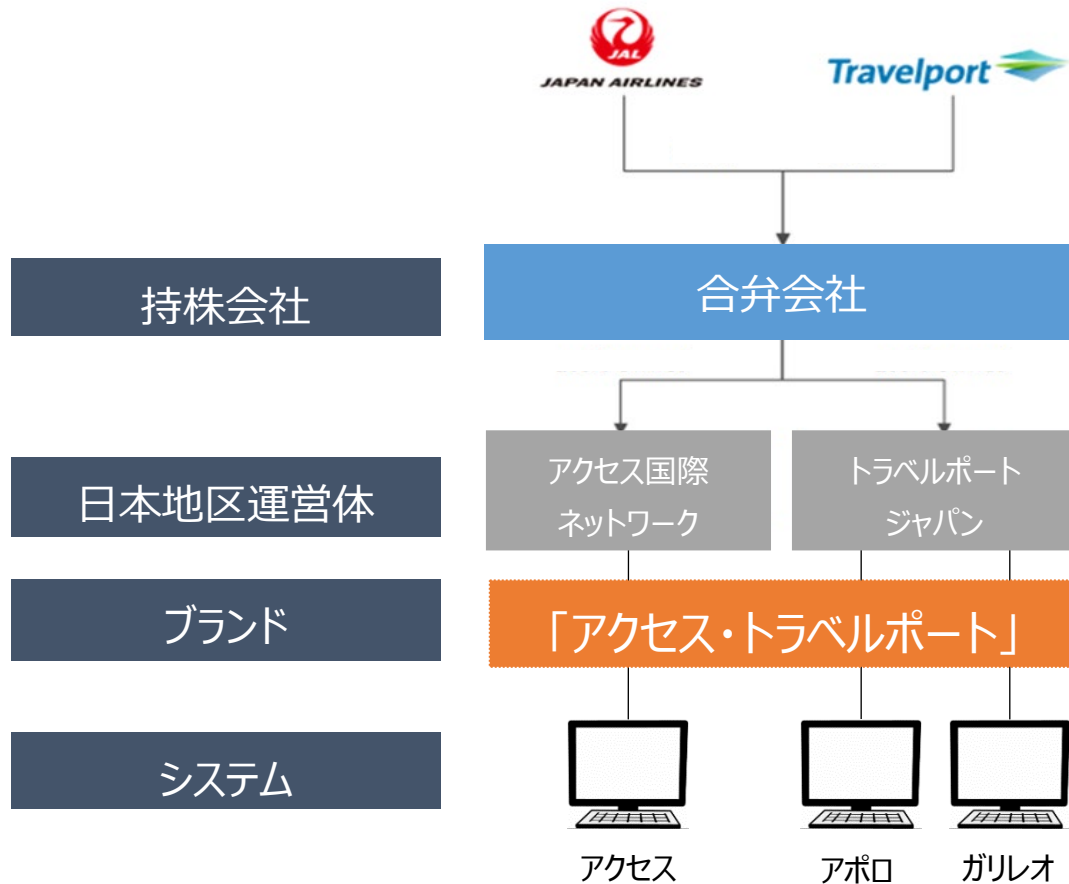 JAL
JAPAN AIRLINES
Travelport
持株会社
合弁会社
日本地区運営体
アクセス国際
ネットワーク
トラベルポート
ジャパン
ブランド
「アクセス・トラベルポート」
システム
アクセス
アポロ
ガリレオ